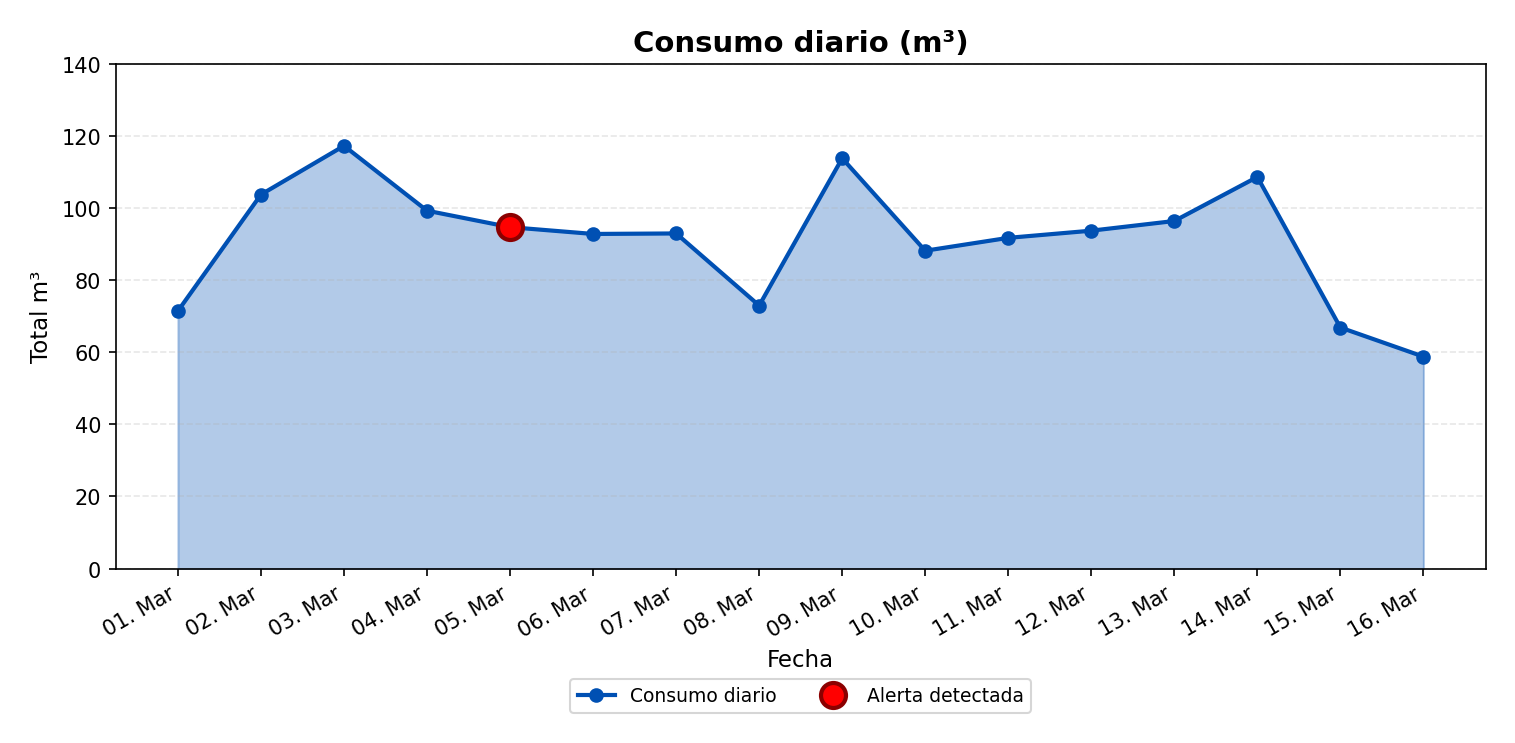 Consumo diario (m³)
140
120
100
80
60
40
20
0
Total m³
01. Mar
02. Mar
03. Mar
04. Mar
05. Mar
06. Mar
07. Mar
08. Mar
09. Mar
10. Mar
11. Mar
12. Mar
13. Mar
14. Mar
15. Mar
16. Mar
Fecha
Consumo diario
Alerta detectada